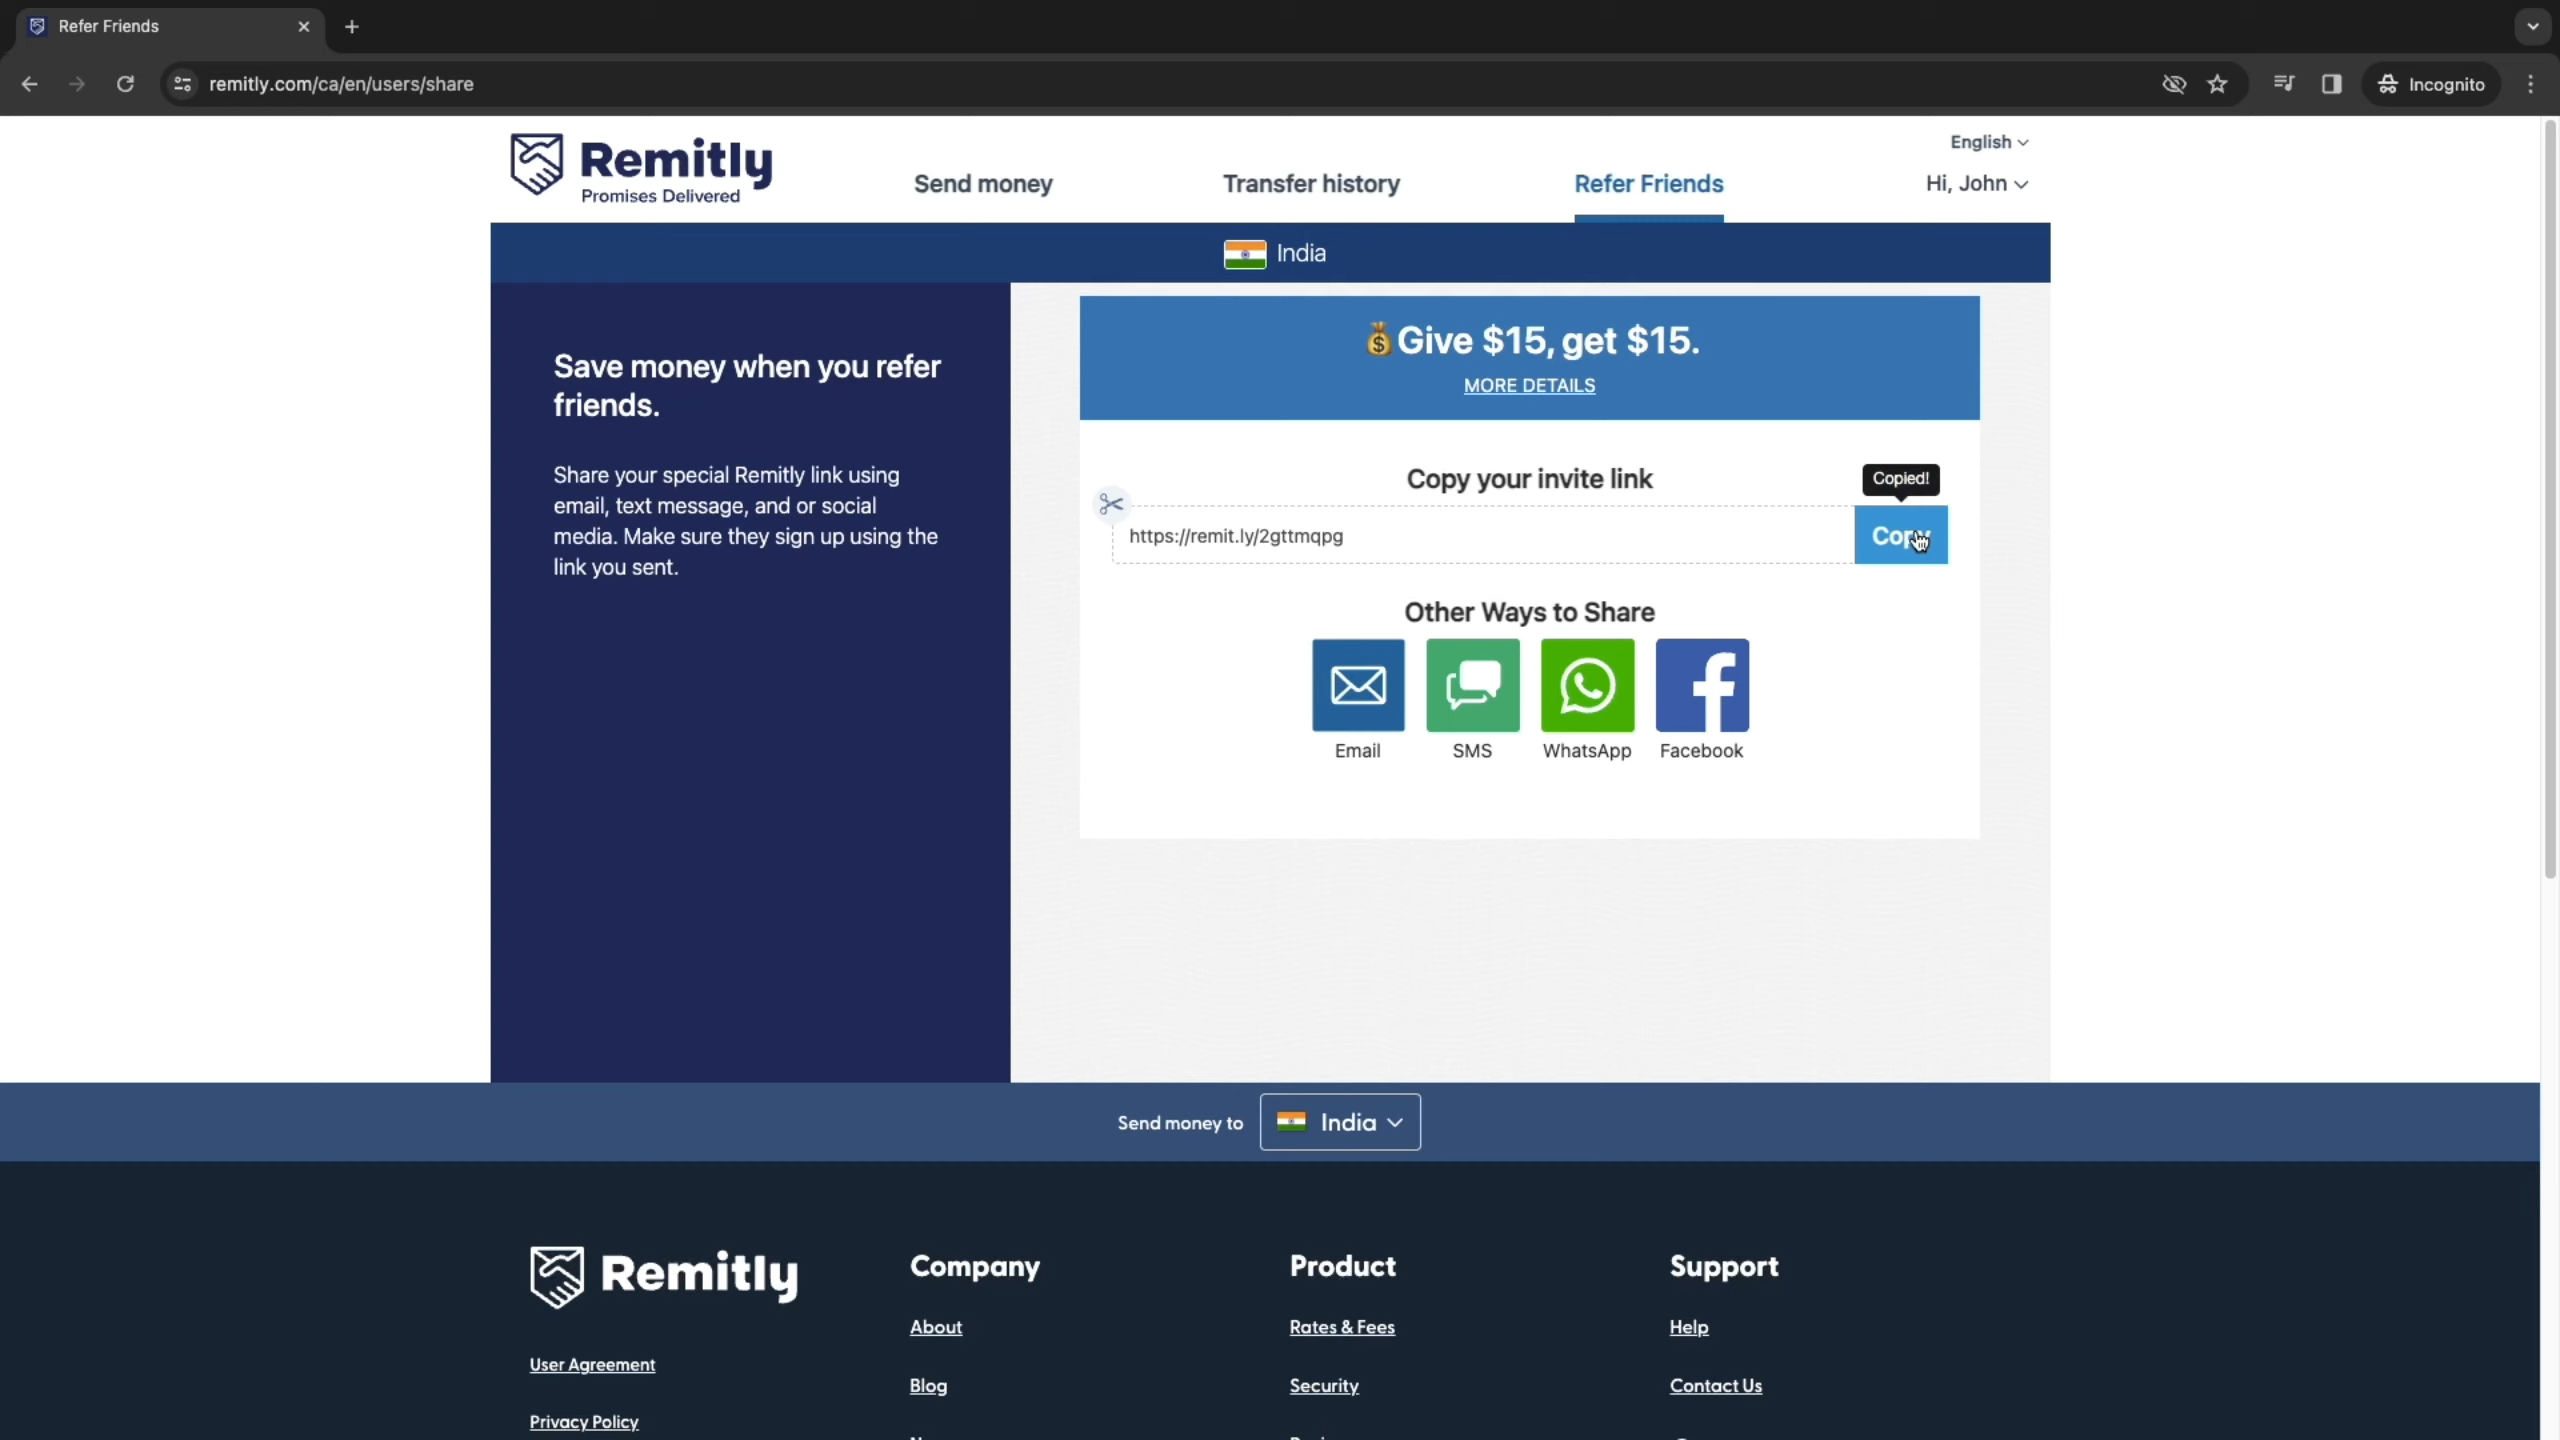 Refer Friends
remitly.com/ca/en/users/share
Incognito
Remitly
Promises Delivered
Send money
Transfer history
Refer Friends
English
Hi, John
India
Save money when you refer
friends.
Share your special Remitly link using
email, text message, and or social
media. Make sure they sign up using the
link you sent.
Give $15, get $15.
MORE DETAILS
Copy your invite link
Copied!
https://remit.ly/2gttmqpg
Copy
Other Ways to Share
Email
SMS
WhatsApp
Facebook
Send money to
India
Remitly
User Agreement
Privacy Policy
Company
About
Blog
Product
Rates & Fees
Security
Support
Help
Contact Us